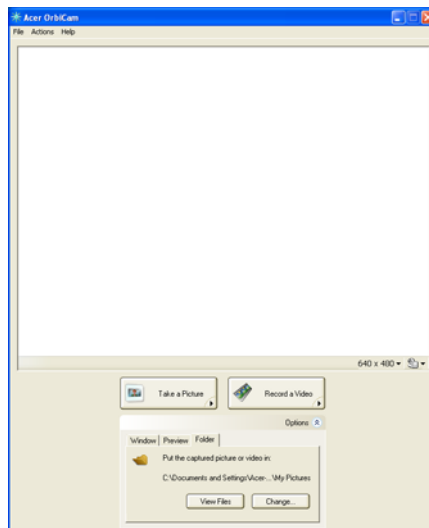 Acer OrbiCam
File Actions Help
640 x 480
Take a Picture Record a Video
Options
Window Preview Folder
Put the captured picture or video in:
C:\Documents and Settings\Acer-...\My Pictures
View Files Change...